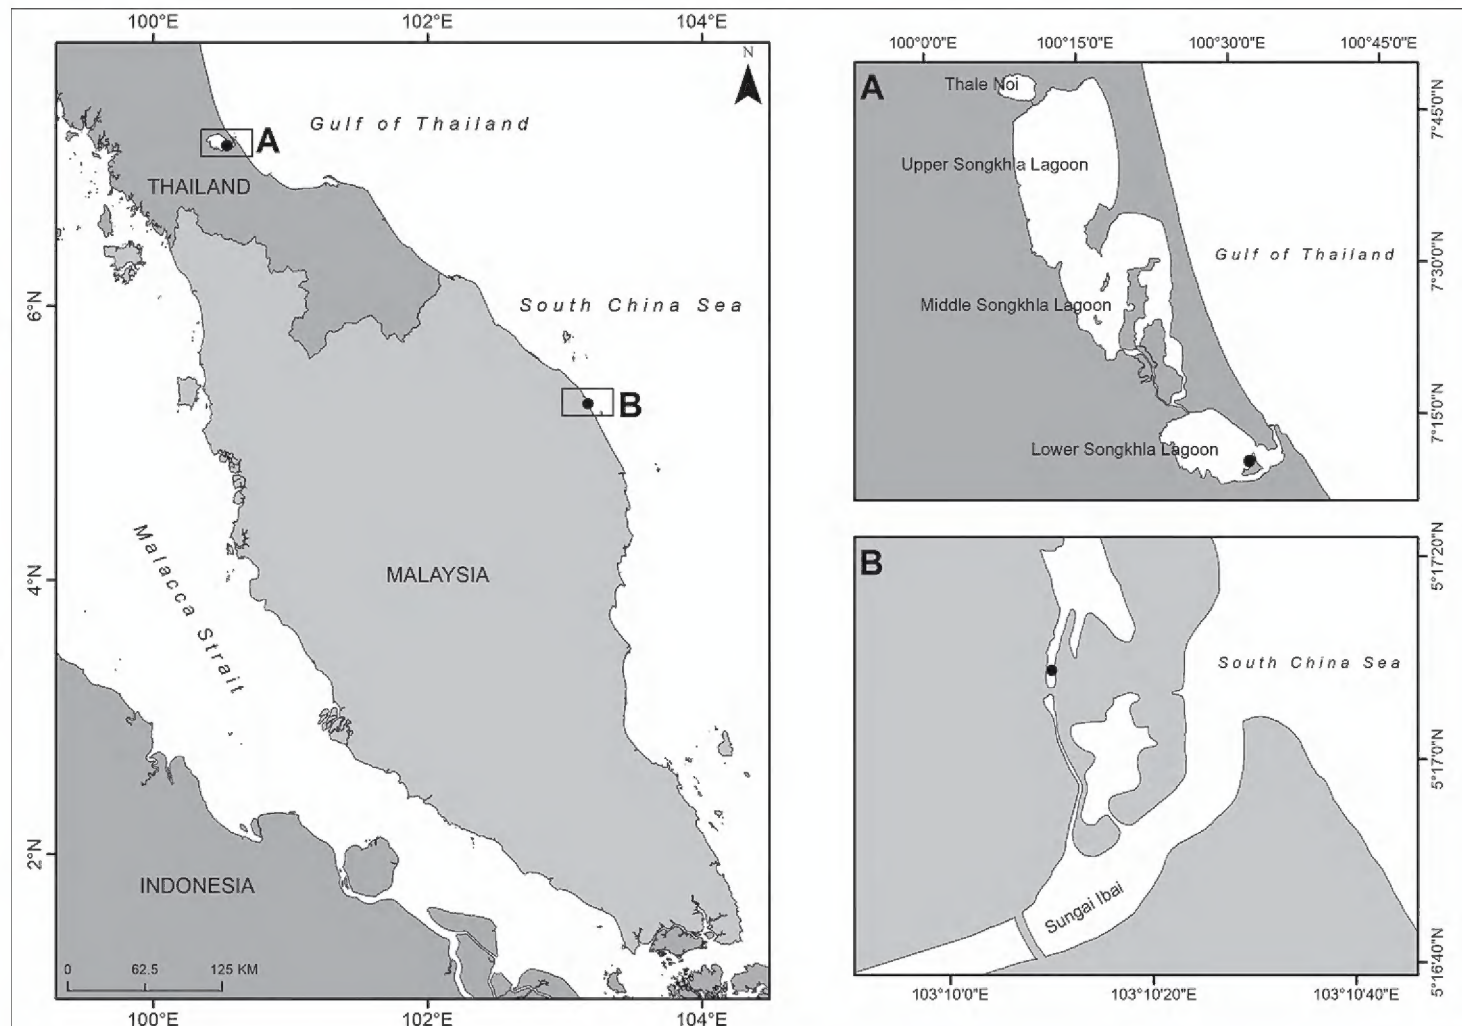 100°E 102°E 104°E
N
Gulf of Thailand
A
THAILAND
South China Sea
6°N
B
Malacca Strait
MALAYSIA
4°N
2°N
INDONESIA
0 62.5 125 KM
100°E 102°E 104°E
100°0'0"E 100°15'0"E 100°30'0"E 100°45'0"E
A
Thale Noi
7°45'0"N
Upper Songkhla Lagoon
Gulf of Thailand
7°30'0"N
Middle Songkhla Lagoon
7°15'0"N
Lower Songkhla Lagoon
B
5°17'20"N
South China Sea
5°17'0"N
Sungai Ibai
5°16'40"N
103°10'0"E 103°10'20"E 103°10'40"E